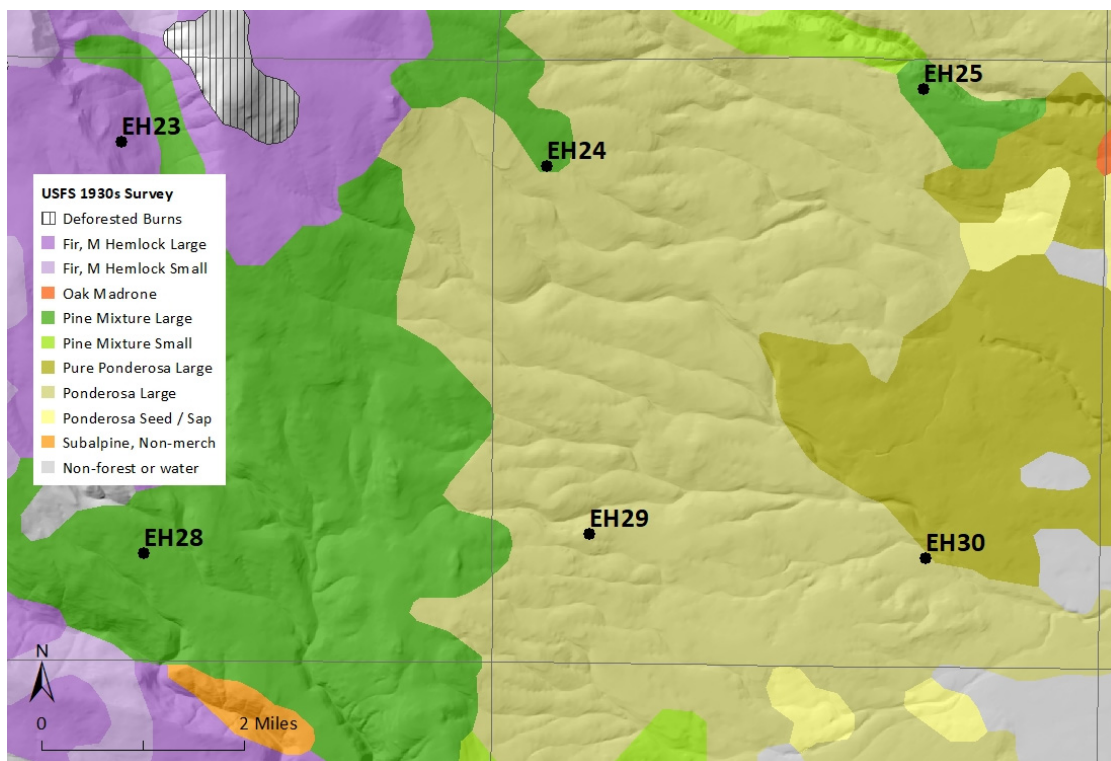 EH25
EH23
EH24
USFS 1930s Survey
Deforested Burns
Fir, M Hemlock Large
Fir, M Hemlock Small
Oak Madrone
Pine Mixture Large
Pine Mixture Small
Pure Ponderosa Large
Ponderosa Large
Ponderosa Seed / Sap
Subalpine, Non-merch
Non-forest or water
EH29
EH28
EH30
N
0 2 Miles